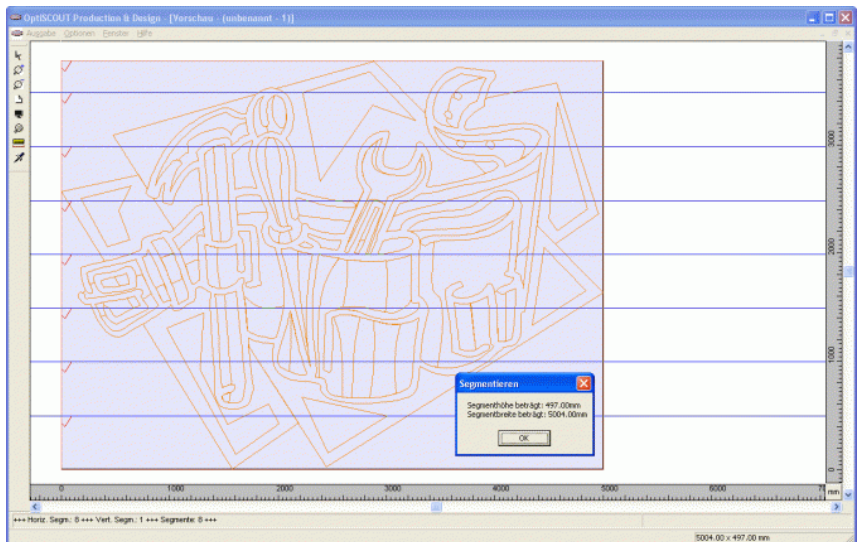 OptiSCOUT Production & Design - [Vorschau - (unbenannt - 1)]
Ausgabe Optionen Fenster Hilfe
3000
2000
1000
0
Segmentieren
Segmenthöhe beträgt: 497.00mm
Segmentbreite beträgt: 5004.00mm
OK
0 1000 2000 3000 4000 5000 6000 7 mm
+++ Horiz. Segm.: 8 +++ Vert. Segm.: 1 +++ Segmente: 8 +++
5004.00 x 497.00 mm